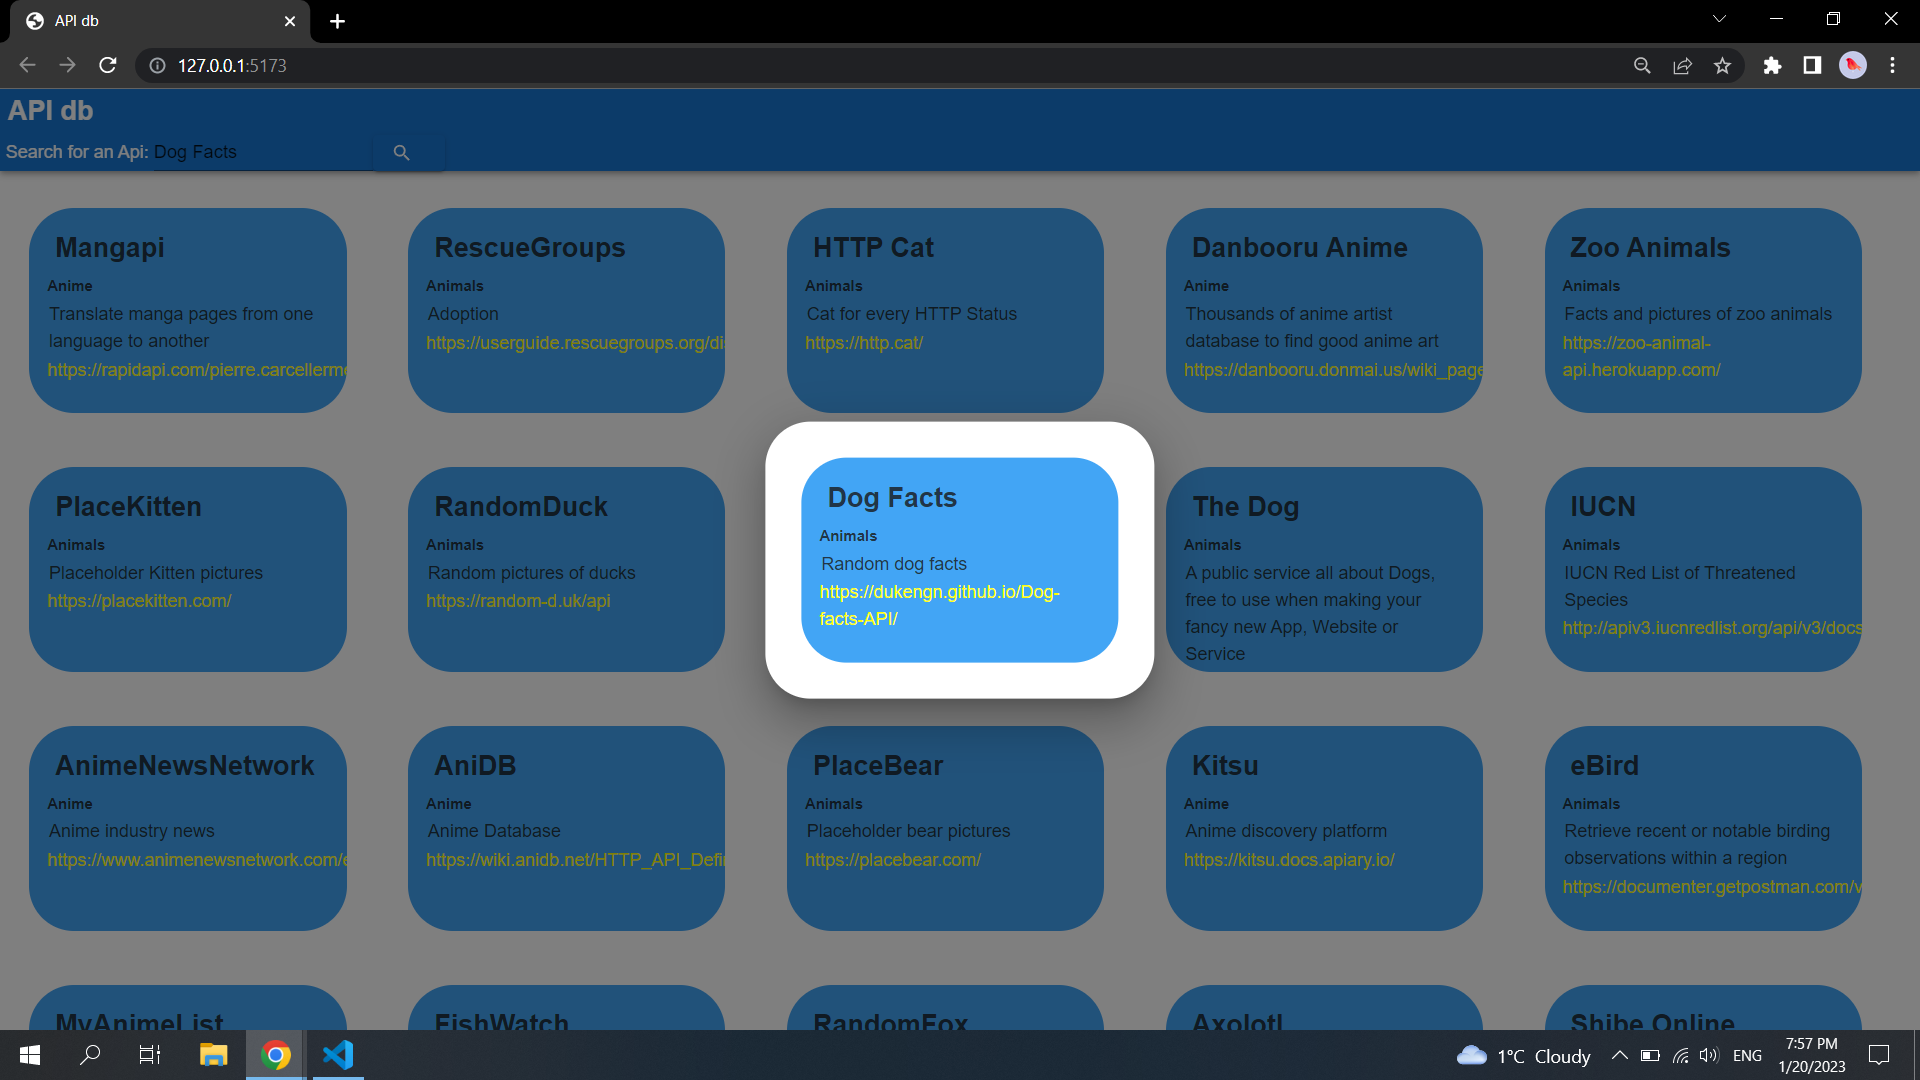 API db
127.0.0.1:5173
API db
Search for an Api: Dog Facts
Mangapi
Anime
Translate manga pages from one
language to another
https://rapidapi.com/pierre.carcellerme
RescueGroups
Animals
Adoption
https://userguide.rescuegroups.org/di
HTTP Cat
Animals
Cat for every HTTP Status
https://http.cat/
Danbooru Anime
Anime
Thousands of anime artist
database to find good anime art
https://danbooru.donmai.us/wiki_page
Zoo Animals
Animals
Facts and pictures of zoo animals
https://zoo-animal-
api.herokuapp.com/
PlaceKitten
Animals
Placeholder Kitten pictures
https://placekitten.com/
RandomDuck
Animals
Random pictures of ducks
https://random-d.uk/api
Dog Facts
Animals
Random dog facts
https://dukengn.github.io/Dog-
facts-API/
The Dog
Animals
A public service all about Dogs,
free to use when making your
fancy new App, Website or
Service
IUCN
Animals
IUCN Red List of Threatened
Species
http://apiv3.iucnredlist.org/api/v3/docs
AnimeNewsNetwork
Anime
Anime industry news
https://www.animenewsnetwork.com/e
AniDB
Anime
Anime Database
https://wiki.anidb.net/HTTP_API_Defi
PlaceBear
Animals
Placeholder bear pictures
https://placebear.com/
Kitsu
Anime
Anime discovery platform
https://kitsu.docs.apiary.io/
eBird
Animals
Retrieve recent or notable birding
observations within a region
https://documenter.getpostman.com/v
MyAnimeList
FishWatch
RandomFox
Axolotl
Shibe Online
1°C Cloudy
ENG
7:57 PM
1/20/2023